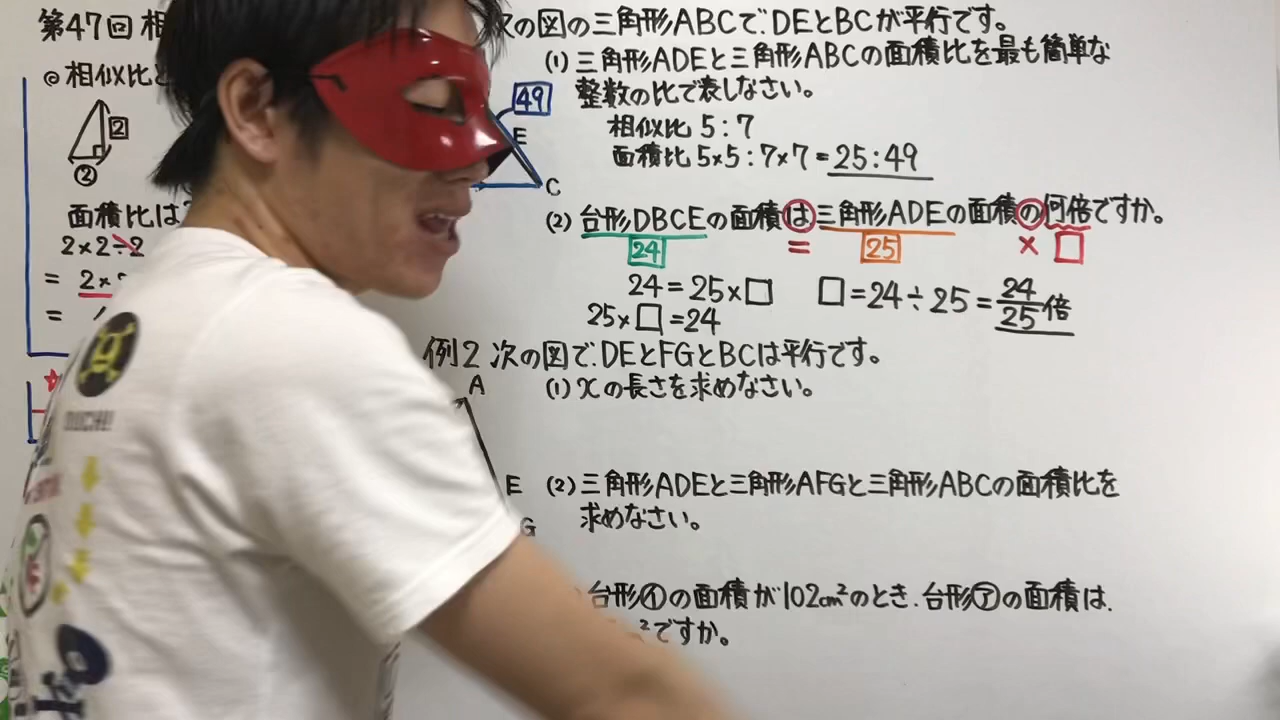 第47回 相
◎相似比と
2
②
面積比は
2×2÷2
= 2×
=
次の図の三角形ABCで、DEとBCが平行です。
(1) 三角形ADEと三角形ABCの面積比を最も簡単な
整数の比で表しなさい。
49
E
C
相似比 5:7
面積比 5×5:7×7=25:49
(2) 台形DBCEの面積は三角形ADEの面積の何倍ですか。
24 = 25 × □
24=25×□ □=24÷25=24/25倍
25×□=24
例2 次の図で、DEとFGとBCは平行です。
A
(1) xの長さを求めなさい。
E
G
(2) 三角形ADEと三角形AFGと三角形ABCの面積比を
求めなさい。
台形㋑の面積が102cm²のとき、台形㋐の面積は、
²ですか。
OUCH!